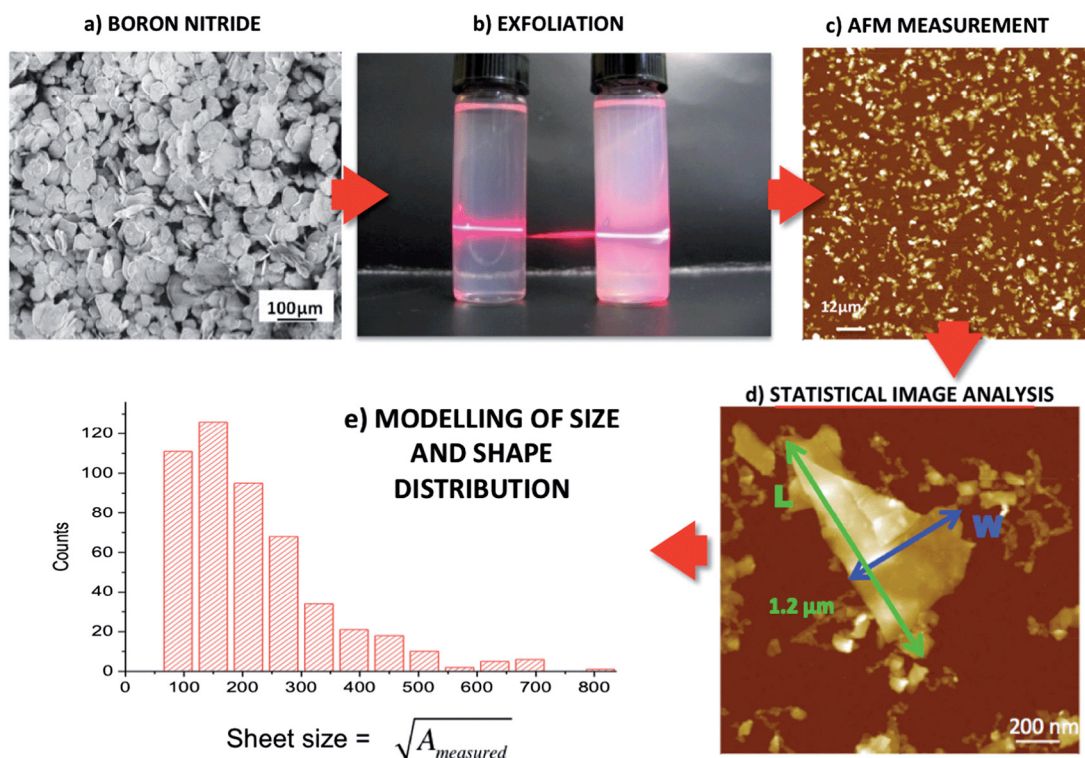 a) BORON NITRIDE
b) EXFOLIATION
c) AFM MEASUREMENT
100µm
12µm
d) STATISTICAL IMAGE ANALYSIS
L
W
1.2 µm
200 nm
e) MODELLING OF SIZE
AND SHAPE
DISTRIBUTION
Counts
120
100
80
60
40
20
0
0 100 200 300 400 500 600 700 800
Sheet size = √A_measured